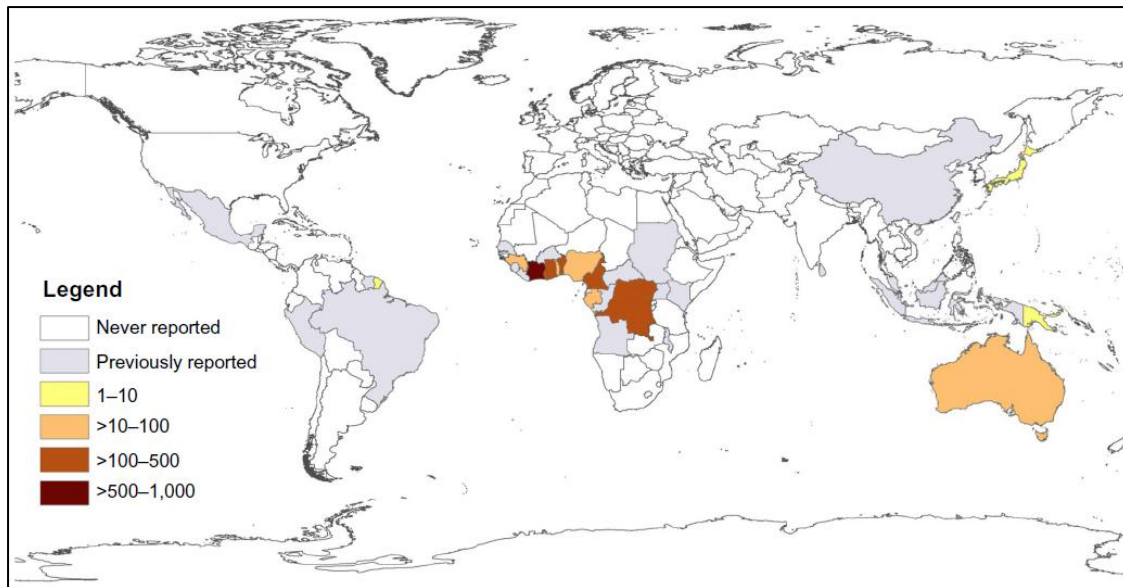 Legend
Never reported
Previously reported
1–10
>10–100
>100–500
>500–1,000